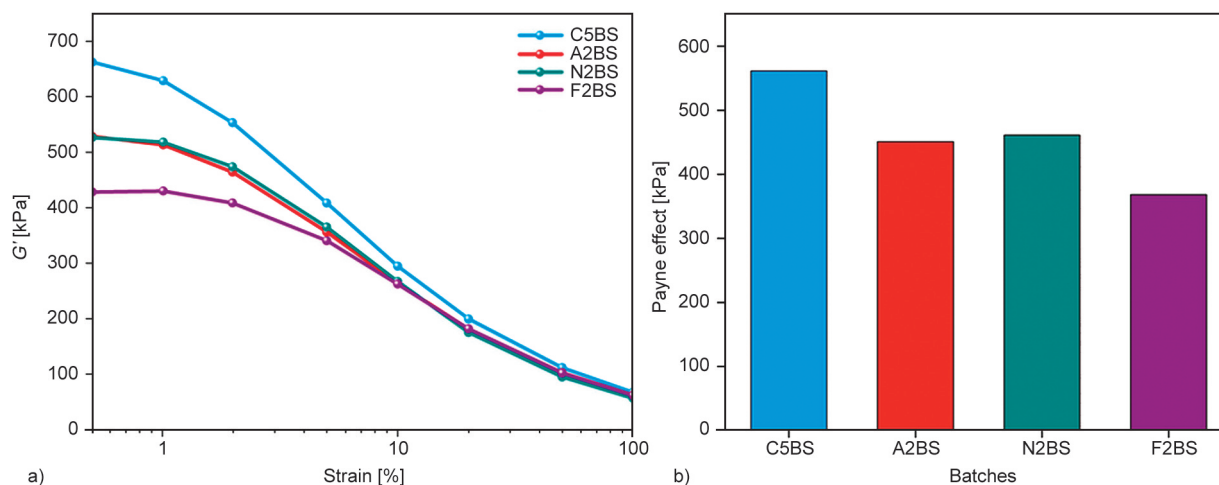 700
600
500
400
300
200
100
0
G′ [kPa]
C5BS
A2BS
N2BS
F2BS
1
10
100
Strain [%]
a)
600
500
400
300
200
100
0
Payne effect [kPa]
C5BS
A2BS
N2BS
F2BS
Batches
b)